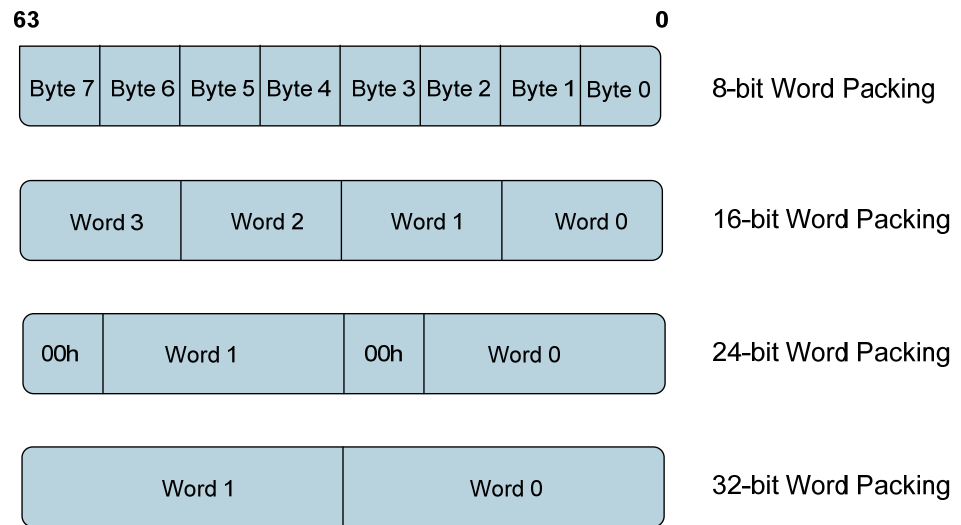 63 0
Byte 7 Byte 6 Byte 5 Byte 4 Byte 3 Byte 2 Byte 1 Byte 0 8-bit Word Packing
Word 3 Word 2 Word 1 Word 0 16-bit Word Packing
00h Word 1 00h Word 0 24-bit Word Packing
Word 1 Word 0 32-bit Word Packing